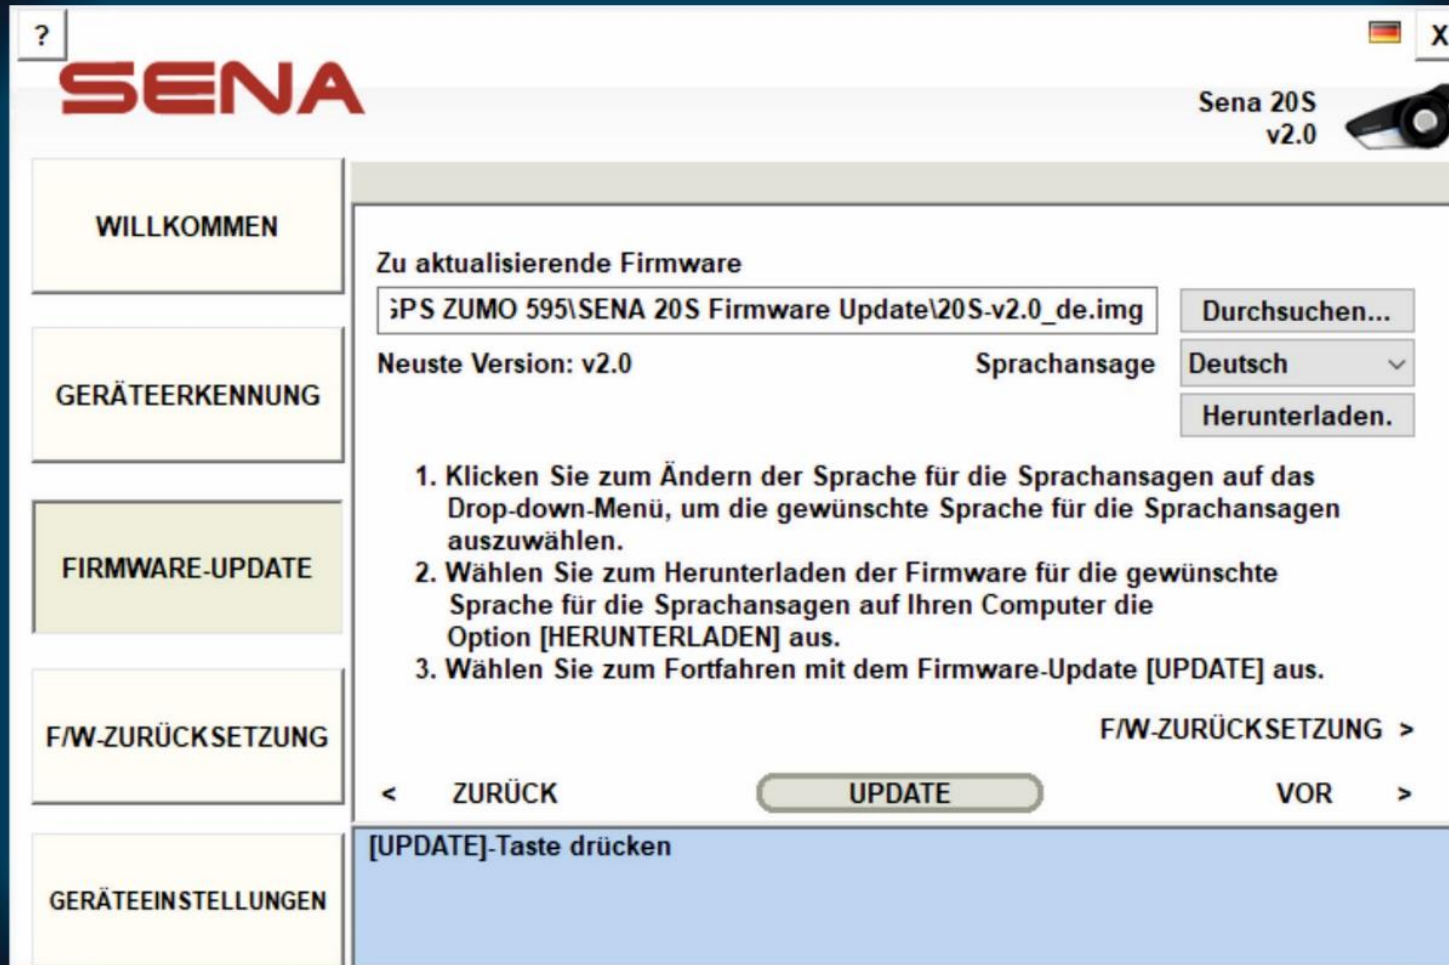 ?
X
SENA
Sena 20S
v2.0
WILLKOMMEN
GERÄTEERKENNUNG
FIRMWARE-UPDATE
F/W-ZURÜCKSETZUNG
GERÄTEEINSTELLUNGEN
Zu aktualisierende Firmware
GPS ZUMO 595\SENA 20S Firmware Update\20S-v2.0_de.img
Durchsuchen...
Neuste Version: v2.0
Sprachansage
Deutsch
Herunterladen.
1. Klicken Sie zum Ändern der Sprache für die Sprachansagen auf das
Drop-down-Menü, um die gewünschte Sprache für die Sprachansagen
auszuwählen.
2. Wählen Sie zum Herunterladen der Firmware für die gewünschte
Sprache für die Sprachansagen auf Ihren Computer die
Option [HERUNTERLADEN] aus.
3. Wählen Sie zum Fortfahren mit dem Firmware-Update [UPDATE] aus.
F/W-ZURÜCKSETZUNG >
< ZURÜCK
UPDATE
VOR >
[UPDATE]-Taste drücken